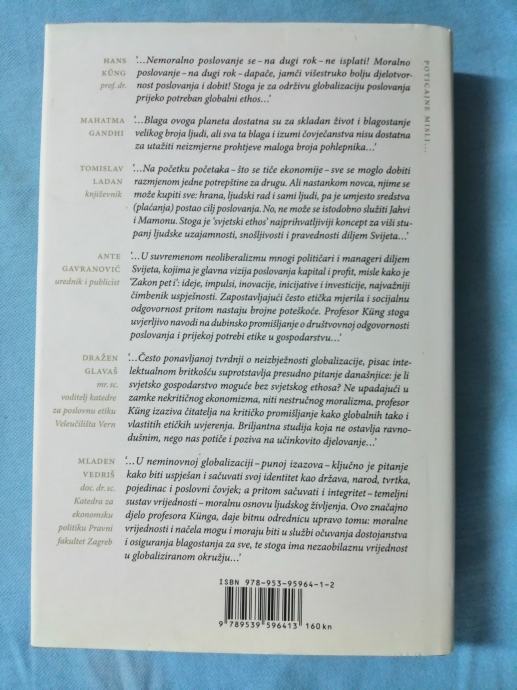 POTICAJNE MISLI...
HANS
KÜNG
prof. dr.
'...Nemoralno poslovanje se – na dugi rok – ne isplati! Moralno
poslovanje – na dugi rok – dapače, jamči višestruko bolju djelotvor-
nost poslovanja i dobit! Stoga je za održivu globalizaciju poslovanja
prijeko potreban globalni ethos...'
MAHATMA
GANDHI
'...Blaga ovoga planeta dostatna su za skladan život i blagostanje
velikog broja ljudi, ali sva ta blaga i izumi čovječanstva nisu dostatna
za utažiti neizmjerne prohtjeve maloga broja pohlepnika...'
TOMISLAV
LADAN
književnik
'...Na početku početaka – što se tiče ekonomije – sve se moglo dobiti
razmjenom jedne potrepštine za drugu. Ali nastankom novca, njime se
može kupiti sve: hrana, ljudski rad i sami ljudi, pa je umjesto sredstva
(plaćanja) postao cilj poslovanja. No, ne može se istodobno služiti Jahvi
i Mamonu. Stoga je 'svjetski ethos' najprihvatljiviji koncept za viši stu-
panj ljudske uzajamnosti, snošljivosti i pravednosti diljem Svijeta...'
ANTE
GAVRANOVIĆ
urednik i publicist
'...U suvremenom neoliberalizmu mnogi političari i manageri diljem
Svijeta, kojima je glavna vizija poslovanja kapital i profit, misle kako je
'Zakon pet i': ideje, impulsi, inovacije, inicijative i investicije, najvažniji
čimbenik uspješnosti. Zapostavljajući često etička mjerila i socijalnu
odgovornost pritom nastaju brojne poteškoće. Profesor Küng stoga
uvjerljivo navodi na dubinsko promišljanje o društvenoj odgovornosti
poslovanja i prijekoj potrebi etike u gospodarstvu...'
DRAŽEN
GLAVAŠ
mr. sc.
voditelj katedre
za poslovnu etiku
Veleučilišta Vern
'...Često ponavljanoj tvrdnji o neizbježnosti globalizacije, pisac inte-
lektualnom britkošću suprotstavlja presudno pitanje današnjice: je li
svjetsko gospodarstvo moguće bez svjetskog ethosa? Ne upadajući u
zamke nekritičnog ekonomizma, niti nestručnog moralizma, profesor
Küng izaziva čitatelja na kritičko promišljanje kako globalnih tako i
vlastitih etičkih uvjerenja. Briljantna studija koja ne ostavlja ravno-
dušnim, nego nas potiče i poziva na učinkovito djelovanje...'
MLADEN
VEDRIŠ
doc. dr. sc.
Katedra za
ekonomsku
politiku Pravni
fakultet Zagreb
'...U neminovnoj globalizaciji – punoj izazova – ključno je pitanje
kako biti uspješan i sačuvati svoj identitet kao država, narod, tvrtka,
pojedinac i poslovni čovjek; a pritom sačuvati i integritet – temeljni
sustav vrijednosti – moralnu osnovu ljudskog življenja. Ovo značajno
djelo profesora Künga, daje bitnu odrednicu upravo tomu: moralne
vrijednosti i načela mogu i moraju biti u službi očuvanja dostojanstva
i osiguranja blagostanja za sve, te stoga ima nezaobilaznu vrijednost
u globaliziranom okružju...'
ISBN 978-953-95964-1-2
9 789539 596413
160 kn